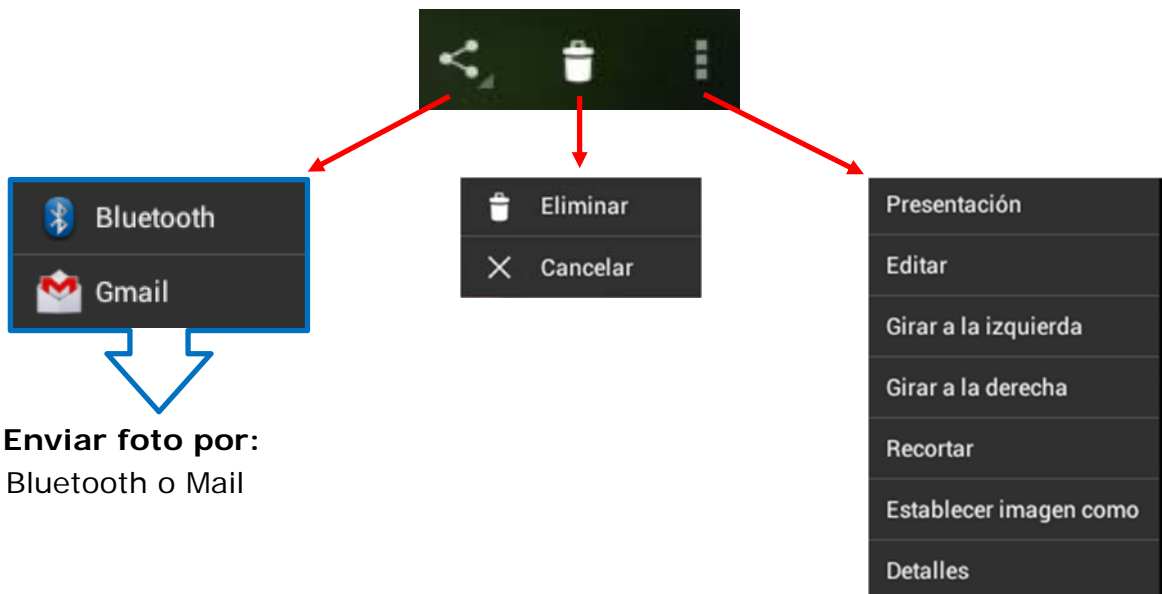 Bluetooth
Gmail
Enviar foto por:
Bluetooth o Mail
Eliminar
Cancelar
Presentación
Editar
Girar a la izquierda
Girar a la derecha
Recortar
Establecer imagen como
Detalles